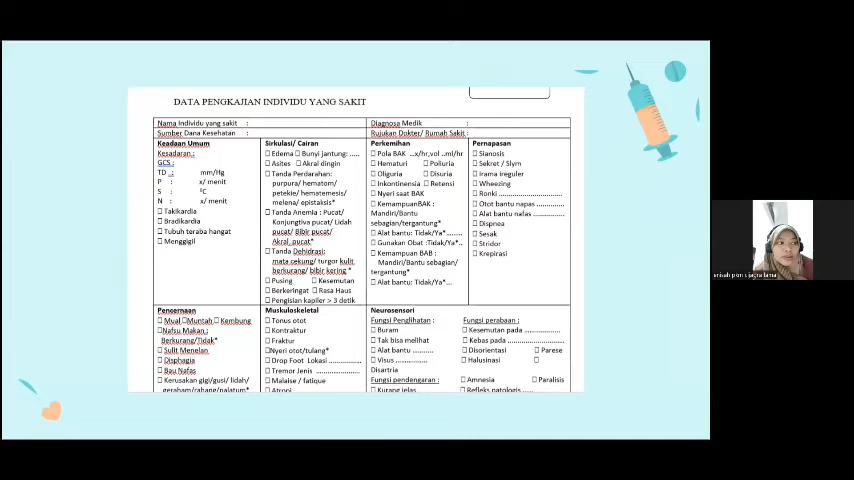 DATA PENGKAJIAN INDIVIDU YANG SAKIT
Nama Individu yang sakit :
Diagnosa Medik :
Sumber Dana Kesehatan :
Rujukan Dokter/ Rumah Sakit :
Keadaan Umum
Kesadaran :
GCS :
TD : mm/Hg
P : x/ menit
S : °C
N : x/ menit
Takikardia
Bradikardia
Tubuh teraba hangat
Menggigil
Sirkulasi/ Cairan
Edema Bunyi jantung: .....
Asites Akral dingin
Tanda Perdarahan:
purpura/ hematom/
petekie/ hematemesis/
melena/ epistaksis*
Tanda Anemia : Pucat/
Konjungtiva pucat/ Lidah
pucat/ Bibir pucat/
Akral pucat*
Tanda Dehidrasi:
mata cekung/ turgor kulit
berkurang/ bibir kering *
Pusing Kesemutan
Berkeringat Rasa Haus
Pengisian kapiler > 3 detik
Perkemihan
Pola BAK ...x/hr,vol ..ml/hr
Hematuri Poliuria
Oliguria Disuria
Inkontinensia Retensi
Nyeri saat BAK
KemampuanBAK :
Mandiri/Bantu
sebagian/tergantung*
Alat bantu: Tidak/Ya*........
Gunakan Obat :Tidak/Ya*..
Kemampuan BAB :
Mandiri/Bantu sebagian/
tergantung*
Alat bantu: Tidak/Ya*...
Pernapasan
Sianosis
Sekret / Slym
Irama ireguler
Wheezing
Ronki ........................
Otot bantu napas .............
Alat bantu nafas ...............
Dispnea
Sesak
Stridor
Krepirasi
Pencernaan
Mual Muntah Kembung
Nafsu Makan :
Berkurang/Tidak*
Sulit Menelan
Disphagia
Bau Nafas
Kerusakan gigi/gusi/ lidah/
geraham/rahang/palatum*
Muskuloskeletal
Tonus otot
Kontraktur
Fraktur
Nyeri otot/tulang*
Drop Foot Lokasi ...............
Tremor Jenis ...................
Malaise / fatique
Atropi
Neurosensori
Fungsi Penglihatan :
Buram
Tak bisa melihat
Alat bantu ..........
Visus ...............
Disartria
Fungsi pendengaran :
Kurang jelas
Fungsi perabaan :
Kesemutan pada .................
Kebas pada .......................
Disorientasi Parese
Halusinasi
Amnesia Paralisis
Refleks patologis .....